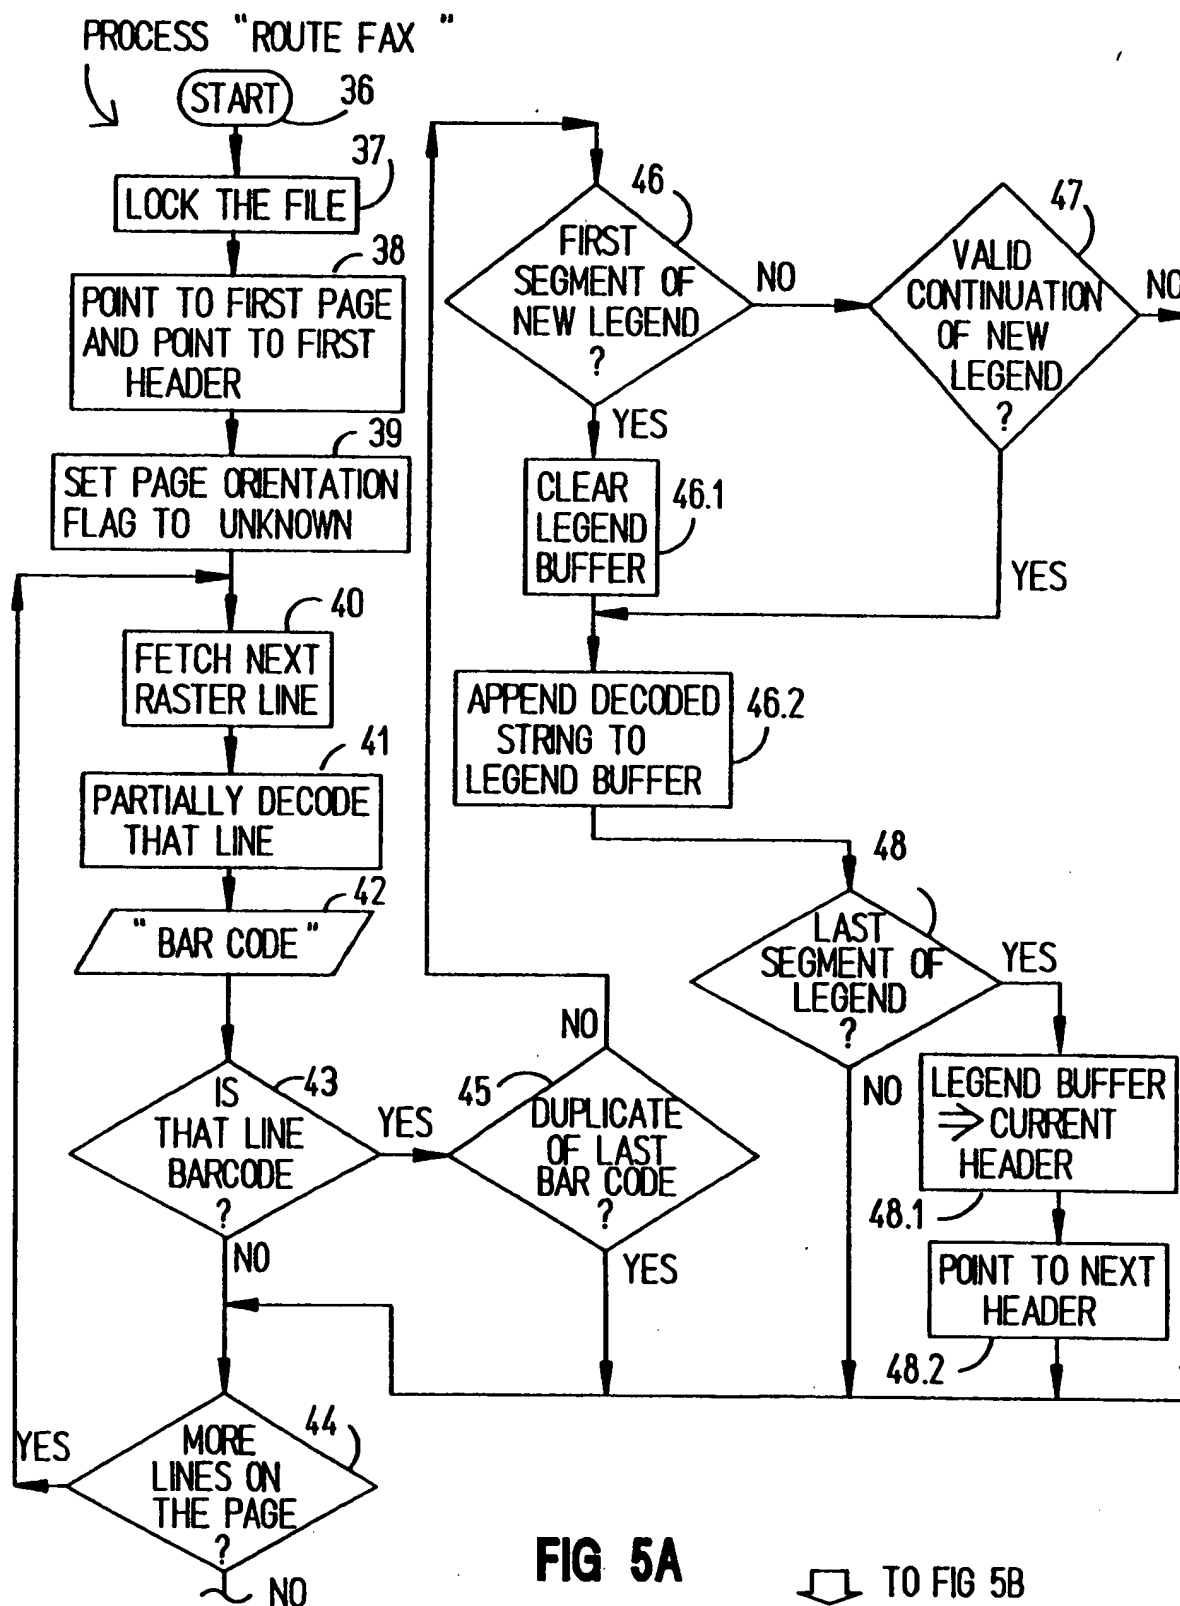 PROCESS "ROUTE FAX "
START
36
37
LOCK THE FILE
38
POINT TO FIRST PAGE
AND POINT TO FIRST
HEADER
39
SET PAGE ORIENTATION
FLAG TO UNKNOWN
40
FETCH NEXT
RASTER LINE
41
PARTIALLY DECODE
THAT LINE
42
" BAR CODE "
43
IS
THAT LINE
BARCODE
?
YES
NO
44
MORE
LINES ON
THE PAGE
?
YES
NO
45
DUPLICATE
OF LAST
BAR CODE
?
NO
YES
46
FIRST
SEGMENT OF
NEW LEGEND
?
NO
YES
47
VALID
CONTINUATION
OF NEW
LEGEND
?
NO
YES
CLEAR
LEGEND
BUFFER
46.1
APPEND DECODED
STRING TO
LEGEND BUFFER
46.2
48
LAST
SEGMENT OF
LEGEND
?
YES
NO
LEGEND BUFFER
⇒ CURRENT
HEADER
48.1
POINT TO NEXT
HEADER
48.2
FIG 5A
TO FIG 5B